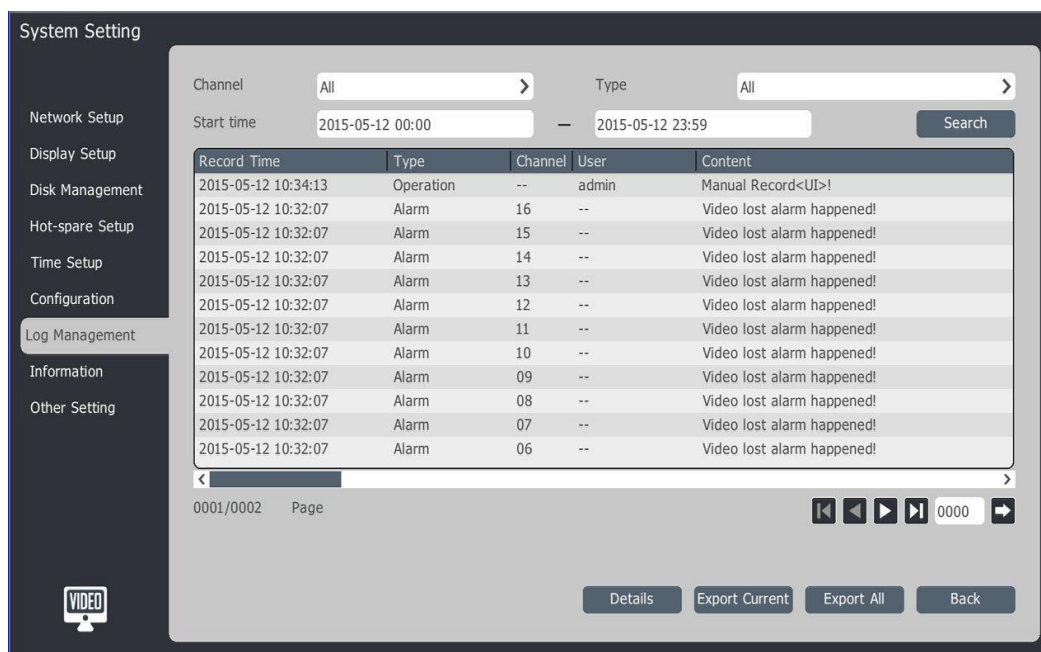 System Setting
Channel All > Type All >
Network Setup Start time 2015-05-12 00:00 – 2015-05-12 23:59 Search
Display Setup
Disk Management
Hot-spare Setup
Time Setup
Configuration
Log Management
Information
Other Setting
Record Time Type Channel User Content
2015-05-12 10:34:13 Operation -- admin Manual Record<UI>!
2015-05-12 10:32:07 Alarm 16 -- Video lost alarm happened!
2015-05-12 10:32:07 Alarm 15 -- Video lost alarm happened!
2015-05-12 10:32:07 Alarm 14 -- Video lost alarm happened!
2015-05-12 10:32:07 Alarm 13 -- Video lost alarm happened!
2015-05-12 10:32:07 Alarm 12 -- Video lost alarm happened!
2015-05-12 10:32:07 Alarm 11 -- Video lost alarm happened!
2015-05-12 10:32:07 Alarm 10 -- Video lost alarm happened!
2015-05-12 10:32:07 Alarm 09 -- Video lost alarm happened!
2015-05-12 10:32:07 Alarm 08 -- Video lost alarm happened!
2015-05-12 10:32:07 Alarm 07 -- Video lost alarm happened!
2015-05-12 10:32:07 Alarm 06 -- Video lost alarm happened!
0001/0002 Page 0000
VIDEO
Details Export Current Export All Back